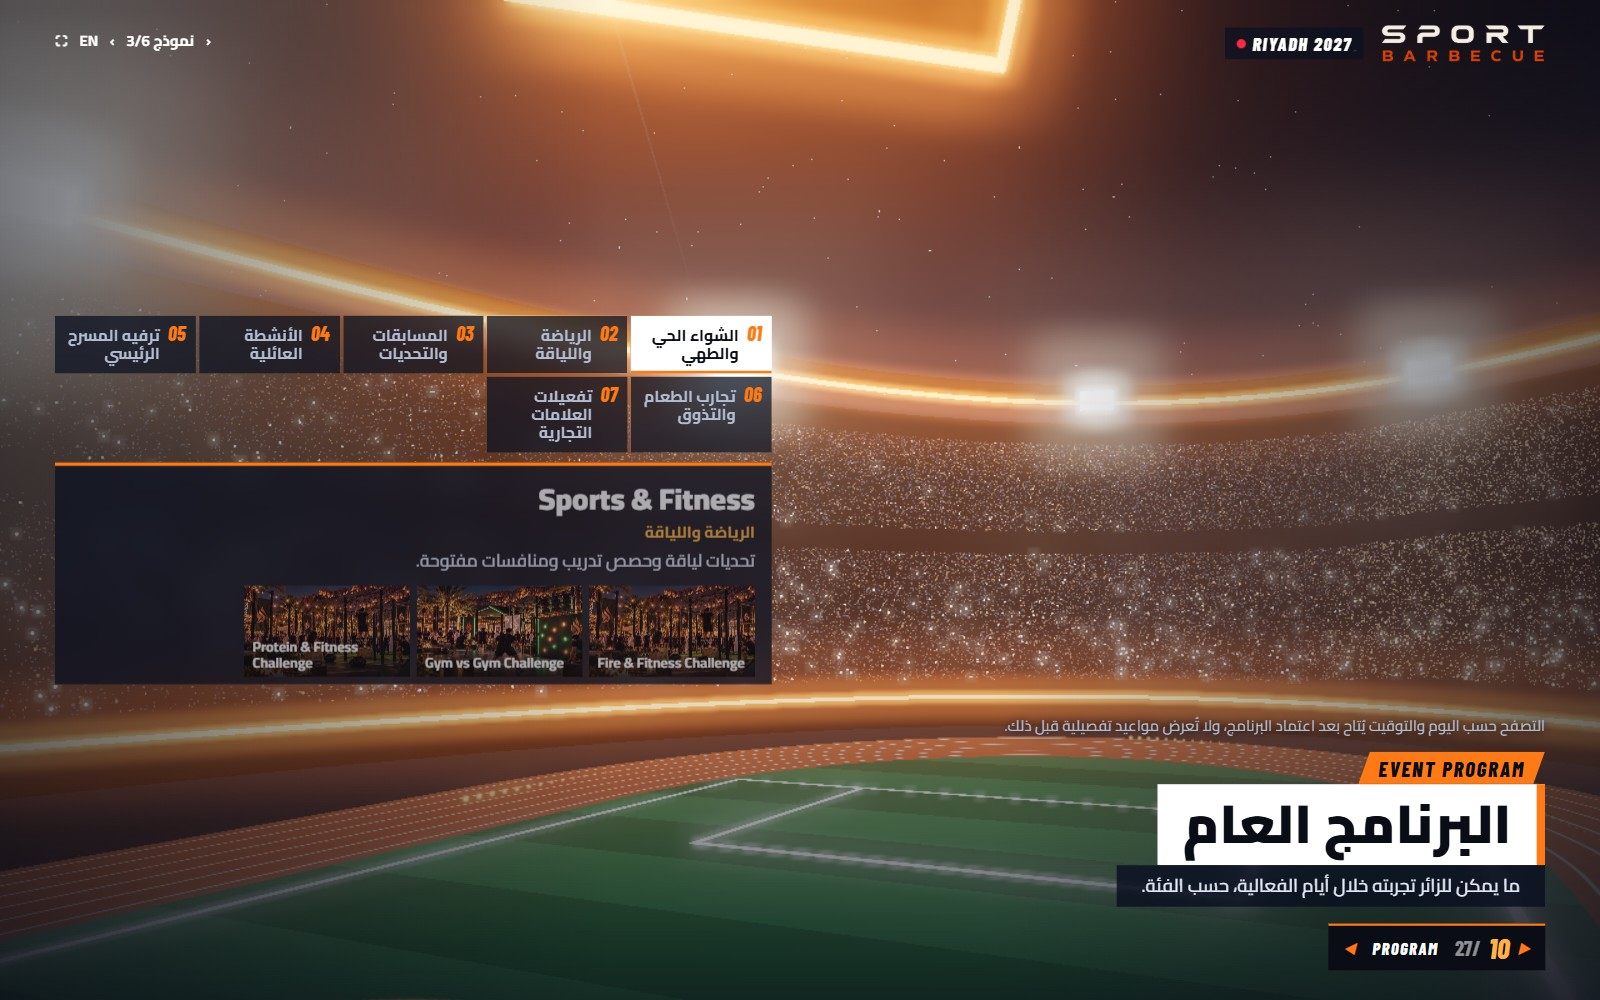 SPORT
BARBECUE
RIYADH 2027
‹ نموذج 3/6 › EN
01 الشواء الحي والطهي
02 الرياضة واللياقة
03 المسابقات والتحديات
04 الأنشطة العائلية
05 ترفيه المسرح الرئيسي
06 تجارب الطعام والتذوق
07 تفعيلات العلامات التجارية
Sports & Fitness
الرياضة واللياقة
تحديات لياقة وحصص تدريب ومنافسات مفتوحة.
Fire & Fitness Challenge
Gym vs Gym Challenge
Protein & Fitness
Challenge
التصفح حسب اليوم والتوقيت يُتاح بعد اعتماد البرنامج، ولا تُعرض مواعيد تفصيلية قبل ذلك.
EVENT PROGRAM
البرنامج العام
ما يمكن للزائر تجربته خلال أيام الفعالية، حسب الفئة.
◀ PROGRAM 27/ 10 ▶